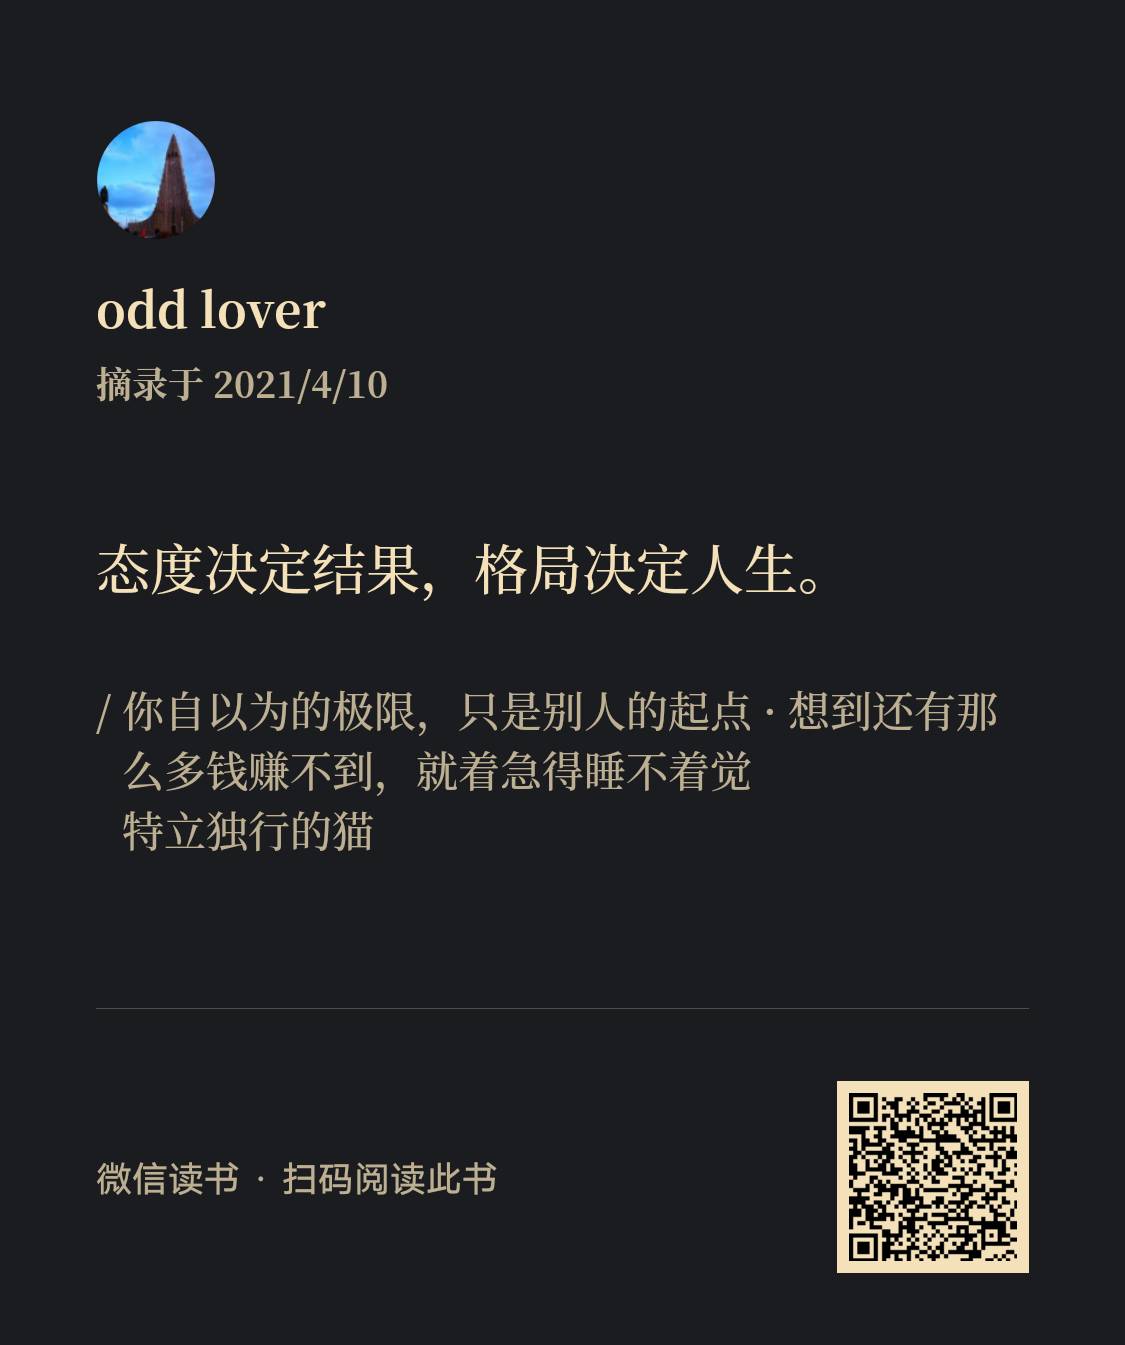 odd lover
摘录于 2021/4/10
态度决定结果，格局决定人生。
/ 你自以为的极限，只是别人的起点 · 想到还有那
么多钱赚不到，就着急得睡不着觉
特立独行的猫
微信读书 · 扫码阅读此书